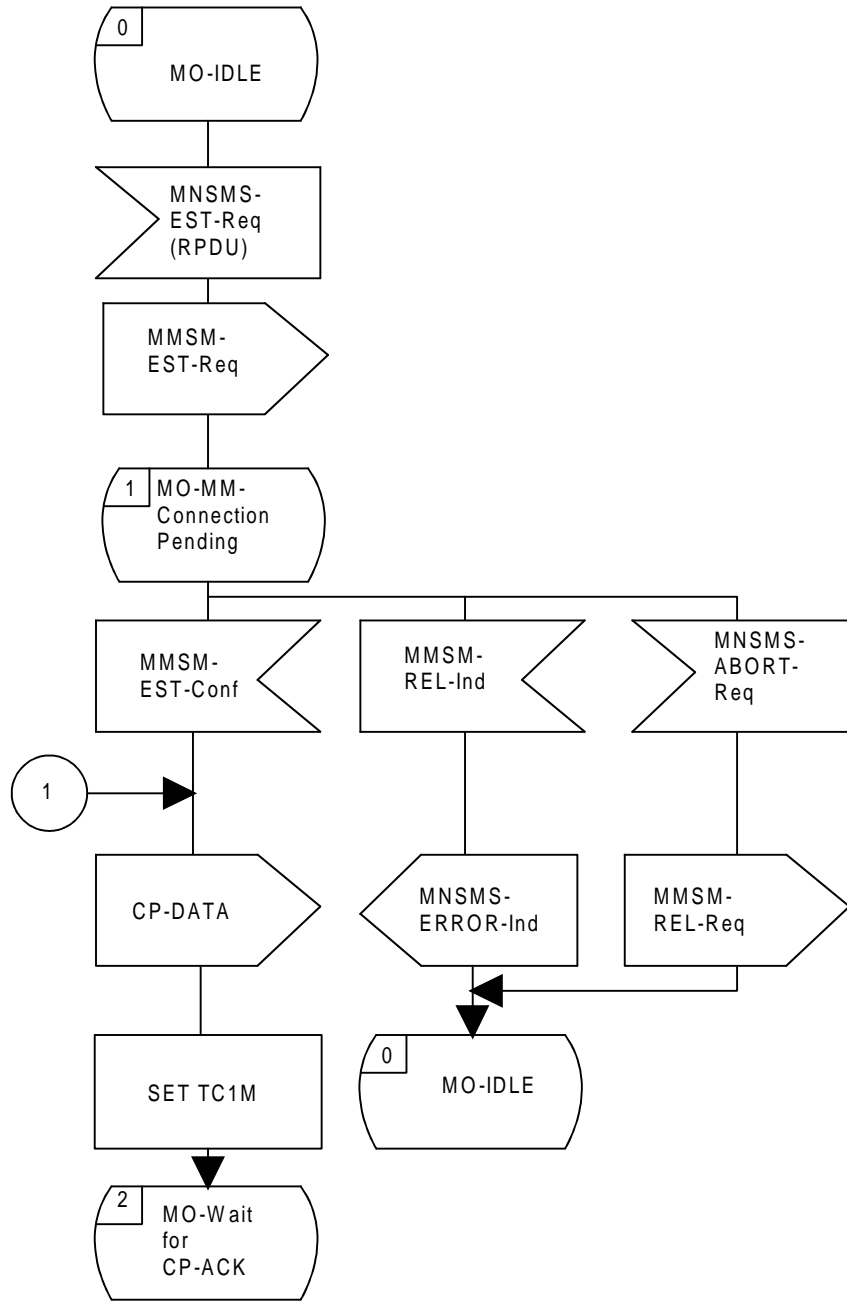 0
MO-IDLE
MNSMS-
EST-Req
(RPDU)
MMSM-
EST-Req
1
MO-MM-
Connection
Pending
MMSM-
EST-Conf
MMSM-
REL-Ind
MNSMS-
ABORT-
Req
1
CP-DATA
MNSMS-
ERROR-Ind
MMSM-
REL-Req
SET TC1M
0
MO-IDLE
2
MO-Wait
for
CP-ACK